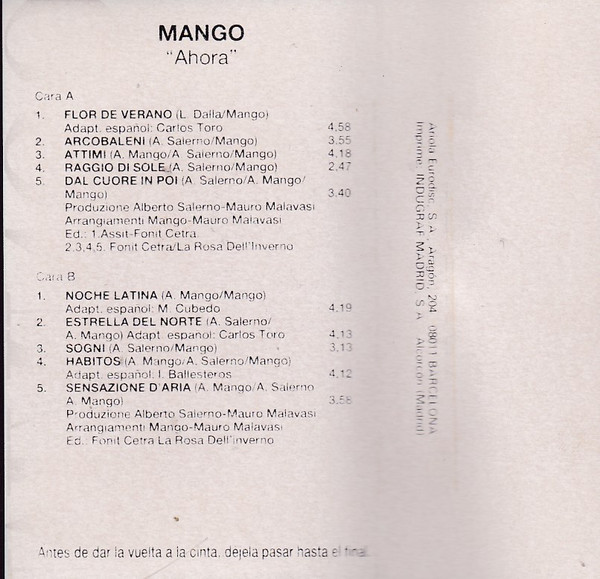 MANGO
"Ahora"
Cara A
1. FLOR DE VERANO (L. Dalla/Mango)
Adapt. español: Carlos Toro 4,58
2. ARCOBALENI (A. Salerno/Mango) 3,55
3. ATTIMI (A. Mango/A. Salerno/Mango) 4,18
4. RAGGIO DI SOLE (A. Salerno/Mango) 2,47
5. DAL CUORE IN POI (A. Salerno/A. Mango/
Mango) 3,40
Produzione Alberto Salerno-Mauro Malavasi
Arrangiamenti Mango-Mauro Malavasi
Ed.: 1.Assit-Fonit Cetra
2,3,4,5. Fonit Cetra/La Rosa Dell'Inverno
Cara B
1. NOCHE LATINA (A. Mango/Mango)
Adapt. español: M. Cubedo 4,19
2. ESTRELLA DEL NORTE (A. Salerno/
A. Mango) Adapt. español: Carlos Toro 4,13
3. SOGNI (A. Salerno/Mango) 3,13
4. HABITOS (A. Mango/A. Salerno/Mango)
Adapt. español: I. Ballesteros 4,12
5. SENSAZIONE D'ARIA (A. Mango/A. Salerno
A. Mango) 3,58
Produzione Alberto Salerno-Mauro Malavasi
Arrangiamenti Mango-Mauro Malavasi
Ed.: Fonit Cetra La Rosa Dell'inverno
Antes de dar la vuelta a la cinta, dejela pasar hasta el final
Ariola Eurodisc, S.A. Aragón, 204 08011 BARCELONA
Imprime: INDUGRAF MADRID, S.A. Alcorcón (Madrid)